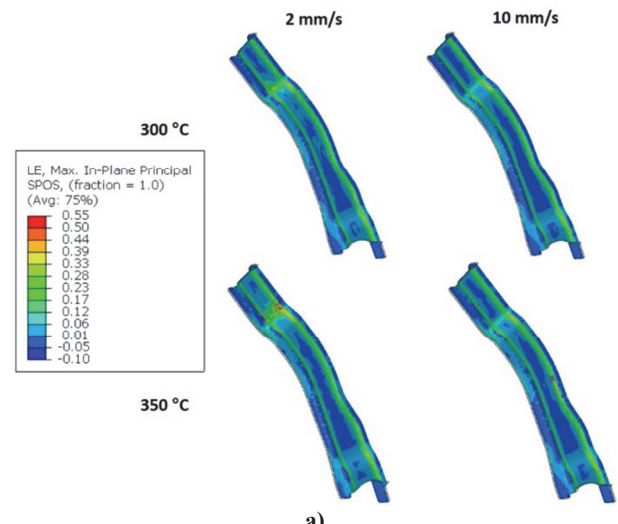 2 mm/s 10 mm/s
300 °C
LE, Max. In-Plane Principal
SPOS, (fraction = 1.0)
(Avg: 75%)
0.55
0.50
0.44
0.39
0.33
0.28
0.23
0.17
0.12
0.06
0.01
-0.05
-0.10
350 °C
a)